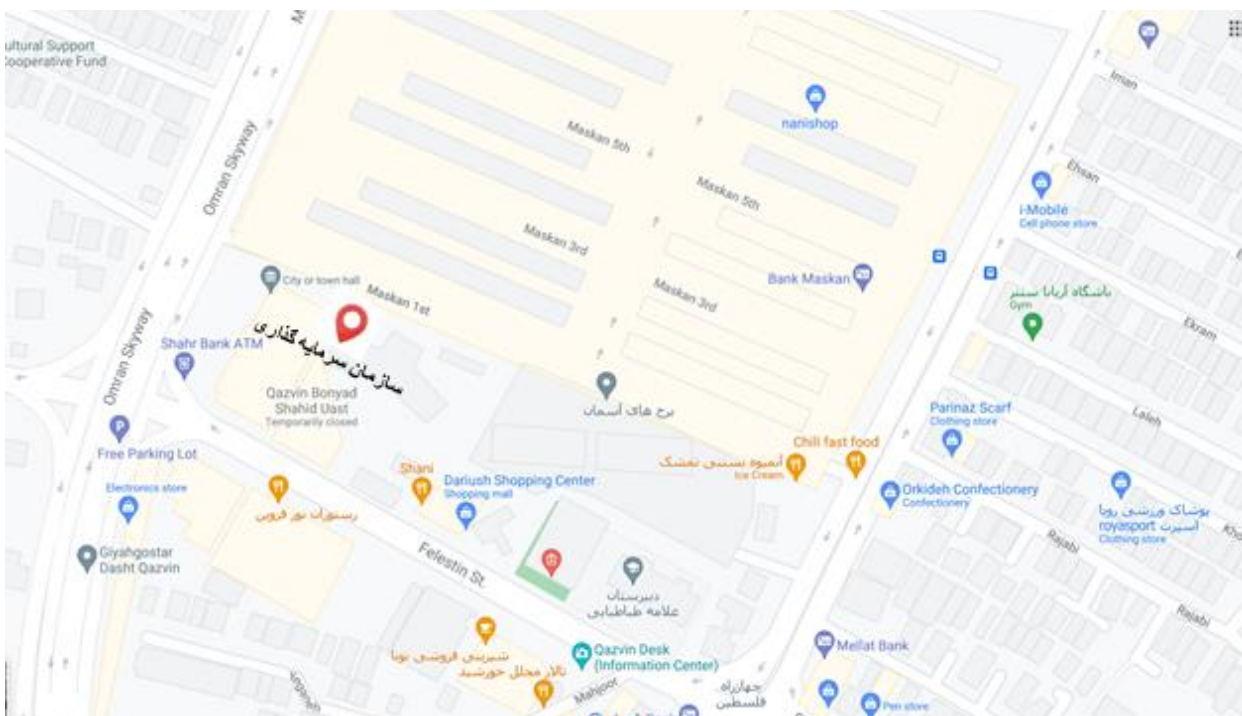 ultural Support
ooperative Fund
Omran Skyway
Maskan 5th
nanishop
Iman
Ehsan
Maskan 5th
i-Mobile
Cell phone store
Maskan 3rd
Bank Maskan
City or town hall
Maskan 1st
Maskan 3rd
باشگاه آریانا سنتر
Gym
Ekram
Omran Skyway
Shahr Bank ATM
سازمان سرمایه گذاری
Qazvin Bonyad
Shahid Uast
Temporarily closed
برج های آسمان
Parinaz Scarf
Clothing store
Laleh
Free Parking Lot
Chili fast food
آبمیوه بستنی تمشک
Ice Cream
Shani
Dariush Shopping Center
Shopping mall
Electronics store
رستوران نور قزوین
Orkideh Confectionery
Confectionery
پوشاک ورزشی رویا
اسپرت royasport
Clothing store
Kho
Rajabi
Giyahgostar
Dasht Qazvin
Felestin St.
دبیرستان
علامه طباطبایی
Rajabi
شیرینی فروشی پویا
Qazvin Desk
(Information Center)
Mellat Bank
تالار مجلل خورشید
Mahjoor
چهارراه
فلسطین
Pen store